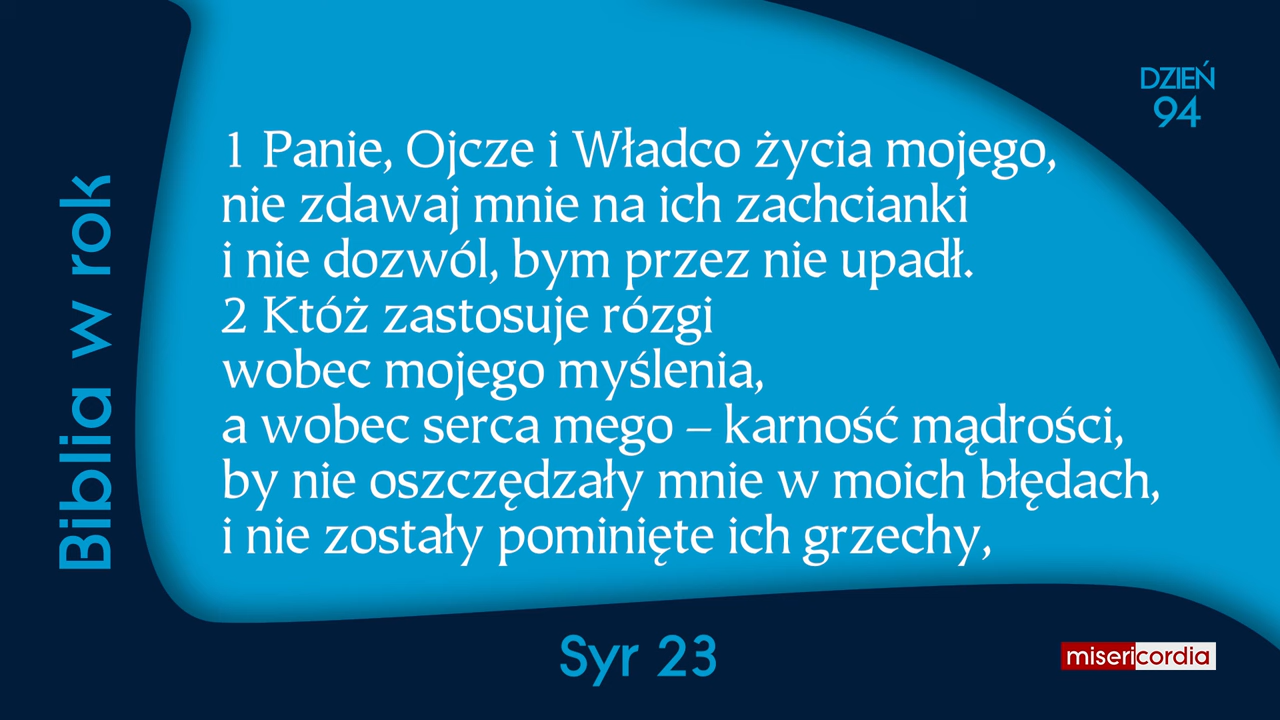 DZIEŃ
94
1 Panie, Ojcze i Władco życia mojego,
nie zdawaj mnie na ich zachcianki
i nie dozwól, bym przez nie upadł.
2 Któż zastosuje rózgi
wobec mojego myślenia,
a wobec serca mego – karność mądrości,
by nie oszczędzały mnie w moich błędach,
i nie zostały pominięte ich grzechy,
Biblia w rok
Syr 23
misericordia